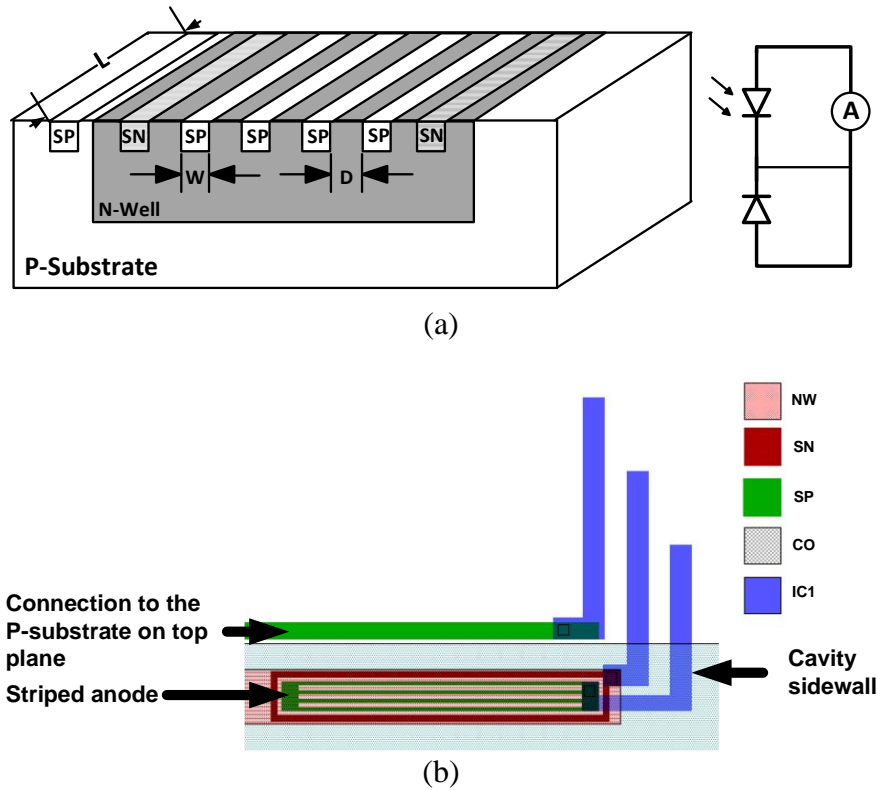 L
SP SN SP SP SP SP SN
W D
N-Well
P-Substrate
A
(a)
NW
SN
SP
CO
IC1
Connection to the
P-substrate on top
plane
Striped anode
Cavity
sidewall
(b)